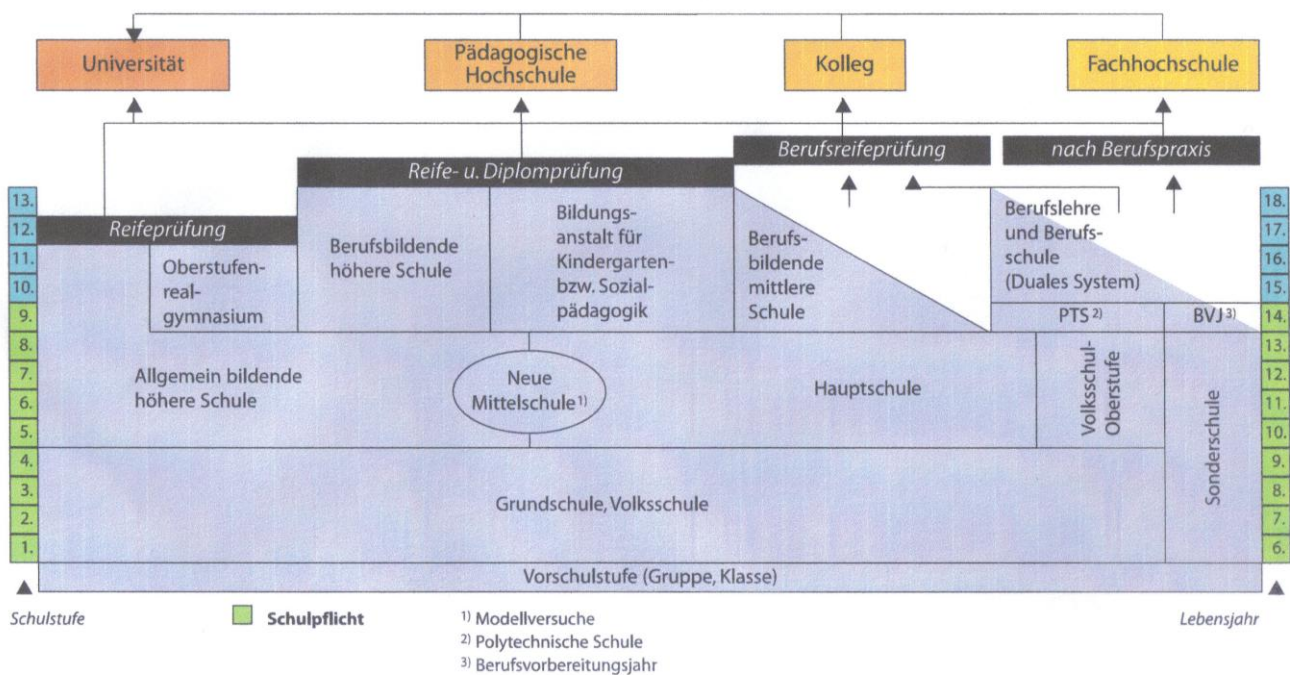 Universität
Pädagogische
Hochschule
Kolleg
Fachhochschule
Berufsreifeprüfung
nach Berufspraxis
Reife- u. Diplomprüfung
Reifeprüfung
13.
12.
11.
10.
9.
8.
7.
6.
5.
4.
3.
2.
1.
Oberstufen-
real-
gymnasium
Berufsbildende
höhere Schule
Bildungs-
anstalt für
Kindergarten-
bzw. Sozial-
pädagogik
Berufs-
bildende
mittlere
Schule
Berufslehre
und Berufs-
schule
(Duales System)
PTS 2)
BVJ 3)
18.
17.
16.
15.
14.
13.
12.
11.
10.
9.
8.
7.
6.
Allgemein bildende
höhere Schule
Neue
Mittelschule 1)
Hauptschule
Volksschul-
Oberstufe
Sonderschule
Grundschule, Volksschule
Vorschulstufe (Gruppe, Klasse)
Schulstufe
Schulpflicht
1) Modellversuche
2) Polytechnische Schule
3) Berufsvorbereitungsjahr
Lebensjahr